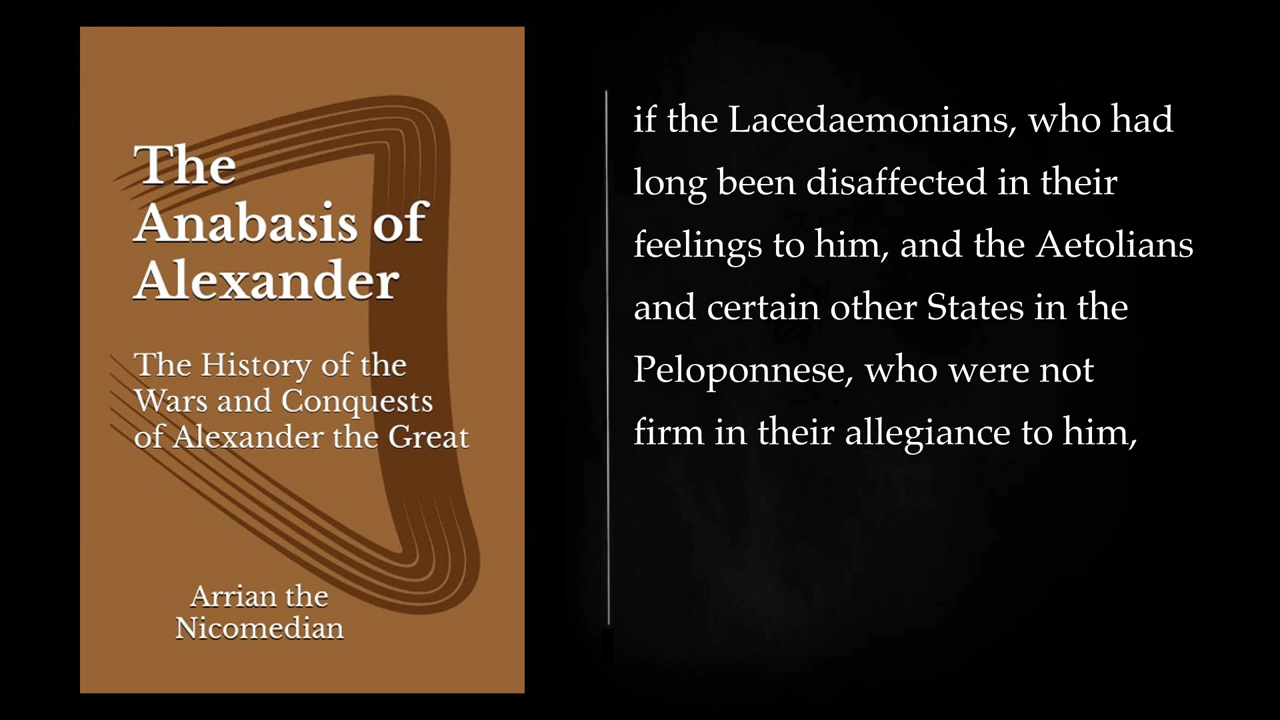 The
Anabasis of
Alexander
The History of the
Wars and Conquests
of Alexander the Great
Arrian the
Nicomedian
if the Lacedaemonians, who had
long been disaffected in their
feelings to him, and the Aetolians
and certain other States in the
Peloponnese, who were not
firm in their allegiance to him,